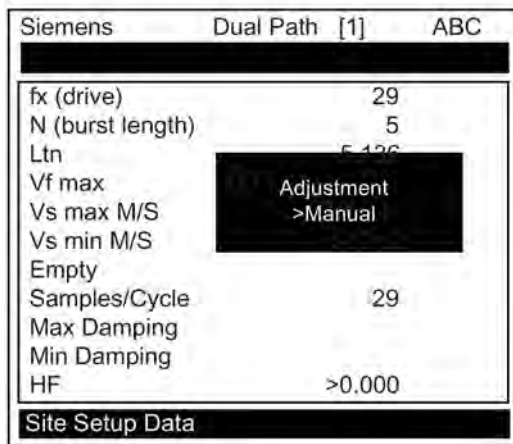 Siemens Dual Path [1] ABC
fx (drive) 29
N (burst length) 5
Ltn
Vf max
Adjustment
Vs max M/S
>Manual
Vs min M/S
Empty
Samples/Cycle 29
Max Damping
Min Damping
HF >0.000
Site Setup Data